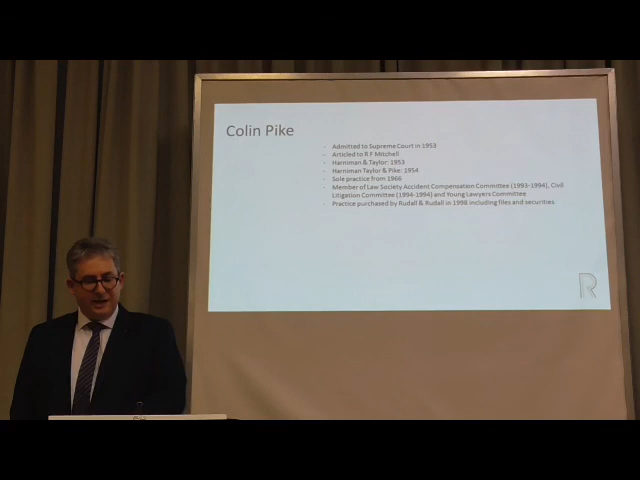 Colin Pike
- Admitted to Supreme Court in 1953
- Articled to R F Mitchell
- Harniman & Taylor: 1953
- Harniman Taylor & Pike: 1954
- Sole practice from 1966
- Member of Law Society Accident Compensation Committee (1993-1994), Civil
Litigation Committee (1994-1994) and Young Lawyers Committee
- Practice purchased by Rudall & Rudall in 1998 including files and securities
R